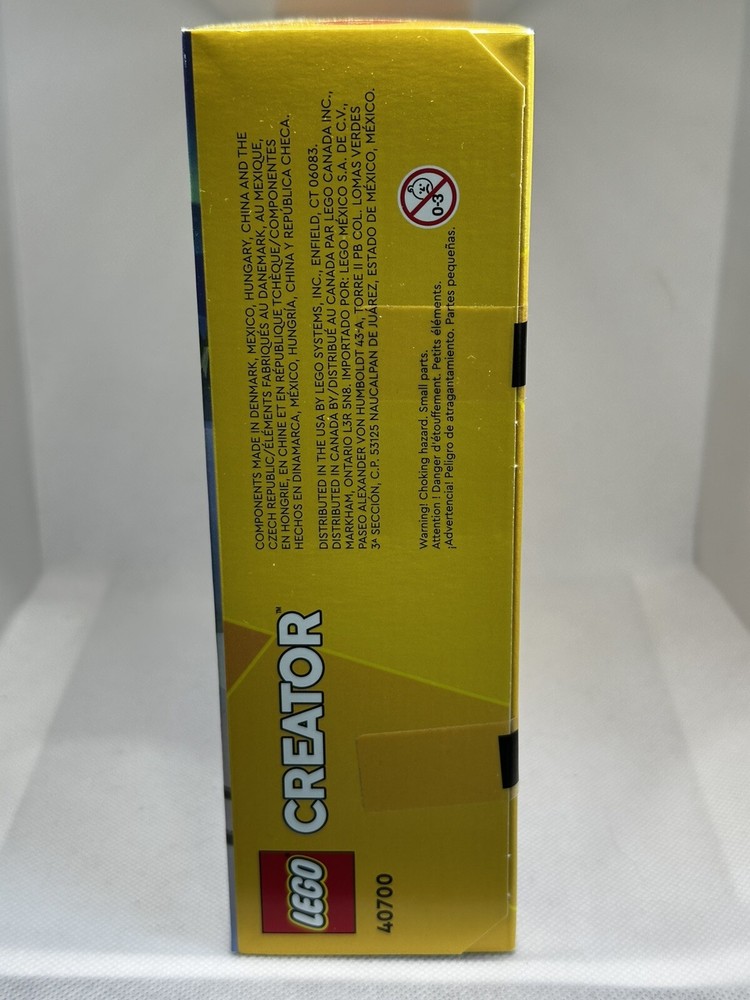 COMPONENTS MADE IN DENMARK, MEXICO, HUNGARY, CHINA AND THE
CZECH REPUBLIC/ÉLÉMENTS FABRIQUÉS AU DANEMARK, AU MEXIQUE,
EN HONGRIE, EN CHINE ET EN RÉPUBLIQUE TCHÈQUE/COMPONENTES
HECHOS EN DINAMARCA, MÉXICO, HUNGRÍA, CHINA Y REPÚBLICA CHECA.
DISTRIBUTED IN THE USA BY LEGO SYSTEMS, INC., ENFIELD, CT 06083.
DISTRIBUTED IN CANADA BY/DISTRIBUÉ AU CANADA PAR LEGO CANADA INC.,
MARKHAM, ONTARIO L3R 5N8. IMPORTADO POR: LEGO MÉXICO S.A. DE C.V.,
PASEO ALEXANDER VON HUMBOLDT 43-A, TORRE II PB COL. LOMAS VERDES
3ª SECCIÓN, C.P. 53125 NAUCALPAN DE JUÁREZ, ESTADO DE MÉXICO, MÉXICO.
Warning! Choking hazard. Small parts.
Attention ! Danger d'étouffement. Petits éléments.
¡Advertencia! Peligro de atragantamiento. Partes pequeñas.
0-3
LEGO CREATOR™
40700